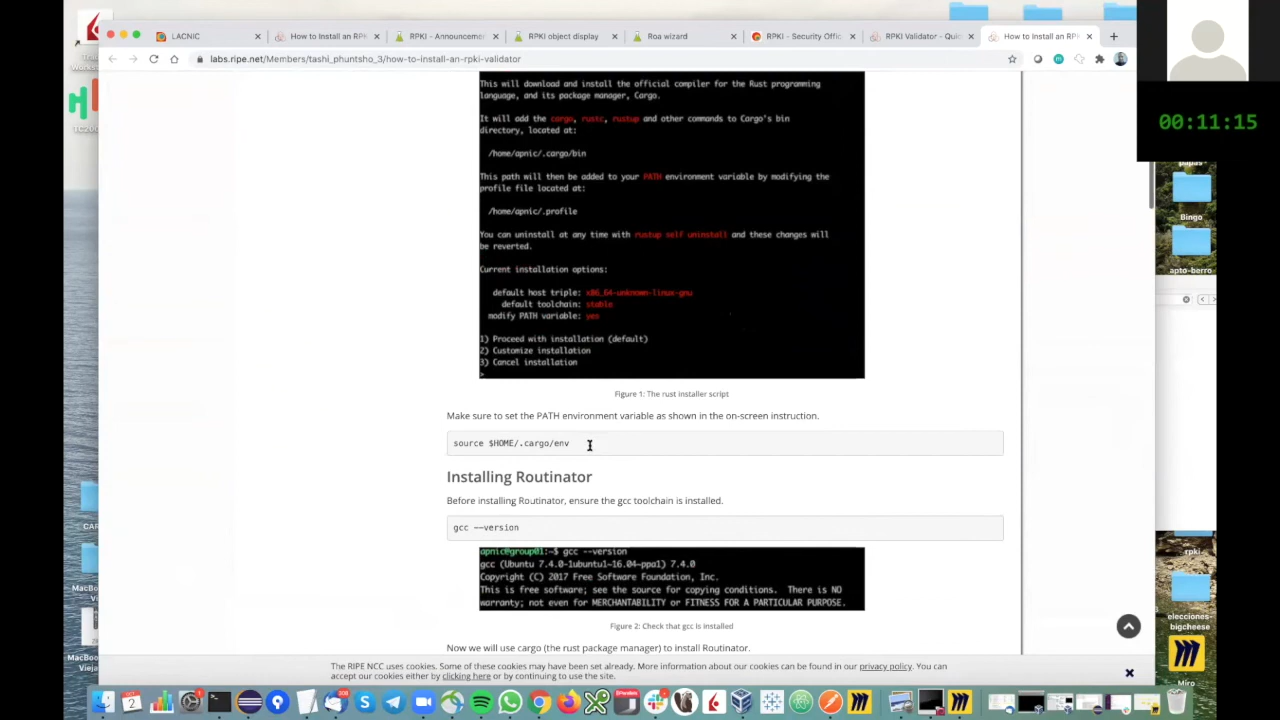 LACNIC
How to Install an RP
RPKI - Announcemen
RPKI object display
Roa wizard
RPKI - Security Offic
RPKI Validator - Quic
How to Install an RP
labs.ripe.net/Members/tashi_phuntsho_3/how-to-install-an-rpki-validator
00:11:15
This will download and install the official compiler for the Rust programming
language, and its package manager, Cargo.
It will add the cargo, rustc, rustup and other commands to Cargo's bin
directory, located at:
/home/apnic/.cargo/bin
This path will then be added to your PATH environment variable by modifying the
profile file located at:
/home/apnic/.profile
You can uninstall at any time with rustup self uninstall and these changes will
be reverted.
Current installation options:
default host triple: x86_64-unknown-linux-gnu
default toolchain: stable
modify PATH variable: yes
1) Proceed with installation (default)
2) Customize installation
3) Cancel installation
>
Figure 1: The rust installer script
Make sure to set the PATH environment variable as shown in the on-screen instruction.
source $HOME/.cargo/env
Installing Routinator
Before installing Routinator, ensure the gcc toolchain is installed.
gcc --version
apnic@group01:~$ gcc --version
gcc (Ubuntu 7.4.0-1ubuntu1~16.04~ppa1) 7.4.0
Copyright (C) 2017 Free Software Foundation, Inc.
This is free software; see the source for copying conditions. There is NO
warranty; not even for MERCHANTABILITY or FITNESS FOR A PARTICULAR PURPOSE.
Figure 2: Check that gcc is installed
Now we will use cargo (the rust package manager) to install Routinator.
The RIPE NCC uses cookies. Some of these cookies may have been set already. More information about our cookies can be found in our privacy policy. You can
clicking here or by continuing to use the site.
papas
Bingo
apto-berro
rpki
elecciones-
bigcheese
Miro
MacBoo
Vieja
MacBoo
Vieja